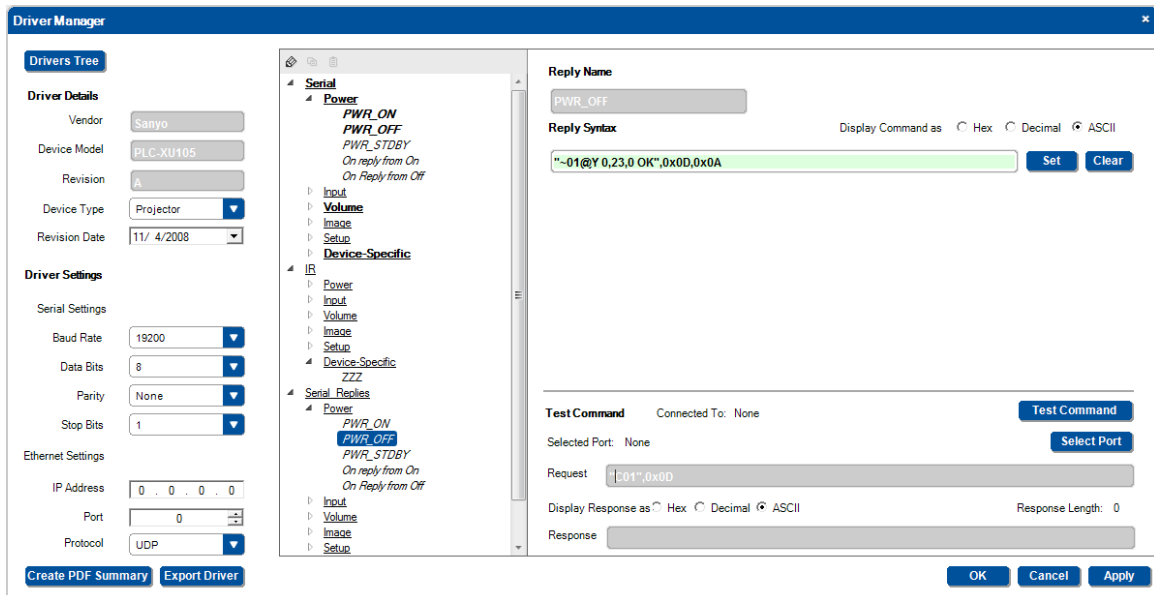 Driver Manager
×
Drivers Tree
Driver Details
Vendor Sanyo
Device Model PLC-XU105
Revision A
Device Type Projector
Revision Date 11/ 4/2008
Driver Settings
Serial Settings
Baud Rate 19200
Data Bits 8
Parity None
Stop Bits 1
Ethernet Settings
IP Address 0 . 0 . 0 . 0
Port 0
Protocol UDP
Create PDF Summary Export Driver
Serial
Power
PWR_ON
PWR_OFF
PWR_STDBY
On reply from On
On Reply from Off
Input
Volume
Image
Setup
Device-Specific
IR
Power
Input
Volume
Image
Setup
Device-Specific
ZZZ
Serial_Replies
Power
PWR_ON
PWR_OFF
PWR_STDBY
On reply from On
On Reply from Off
Input
Volume
Image
Setup
Reply Name
PWR_OFF
Reply Syntax Display Command as Hex Decimal ASCII
"~01@Y 0,23,0 OK",0x0D,0x0A Set Clear
Test Command Connected To: None Test Command
Selected Port: None Select Port
Request "C01",0x0D
Display Response as Hex Decimal ASCII Response Length: 0
Response
OK Cancel Apply